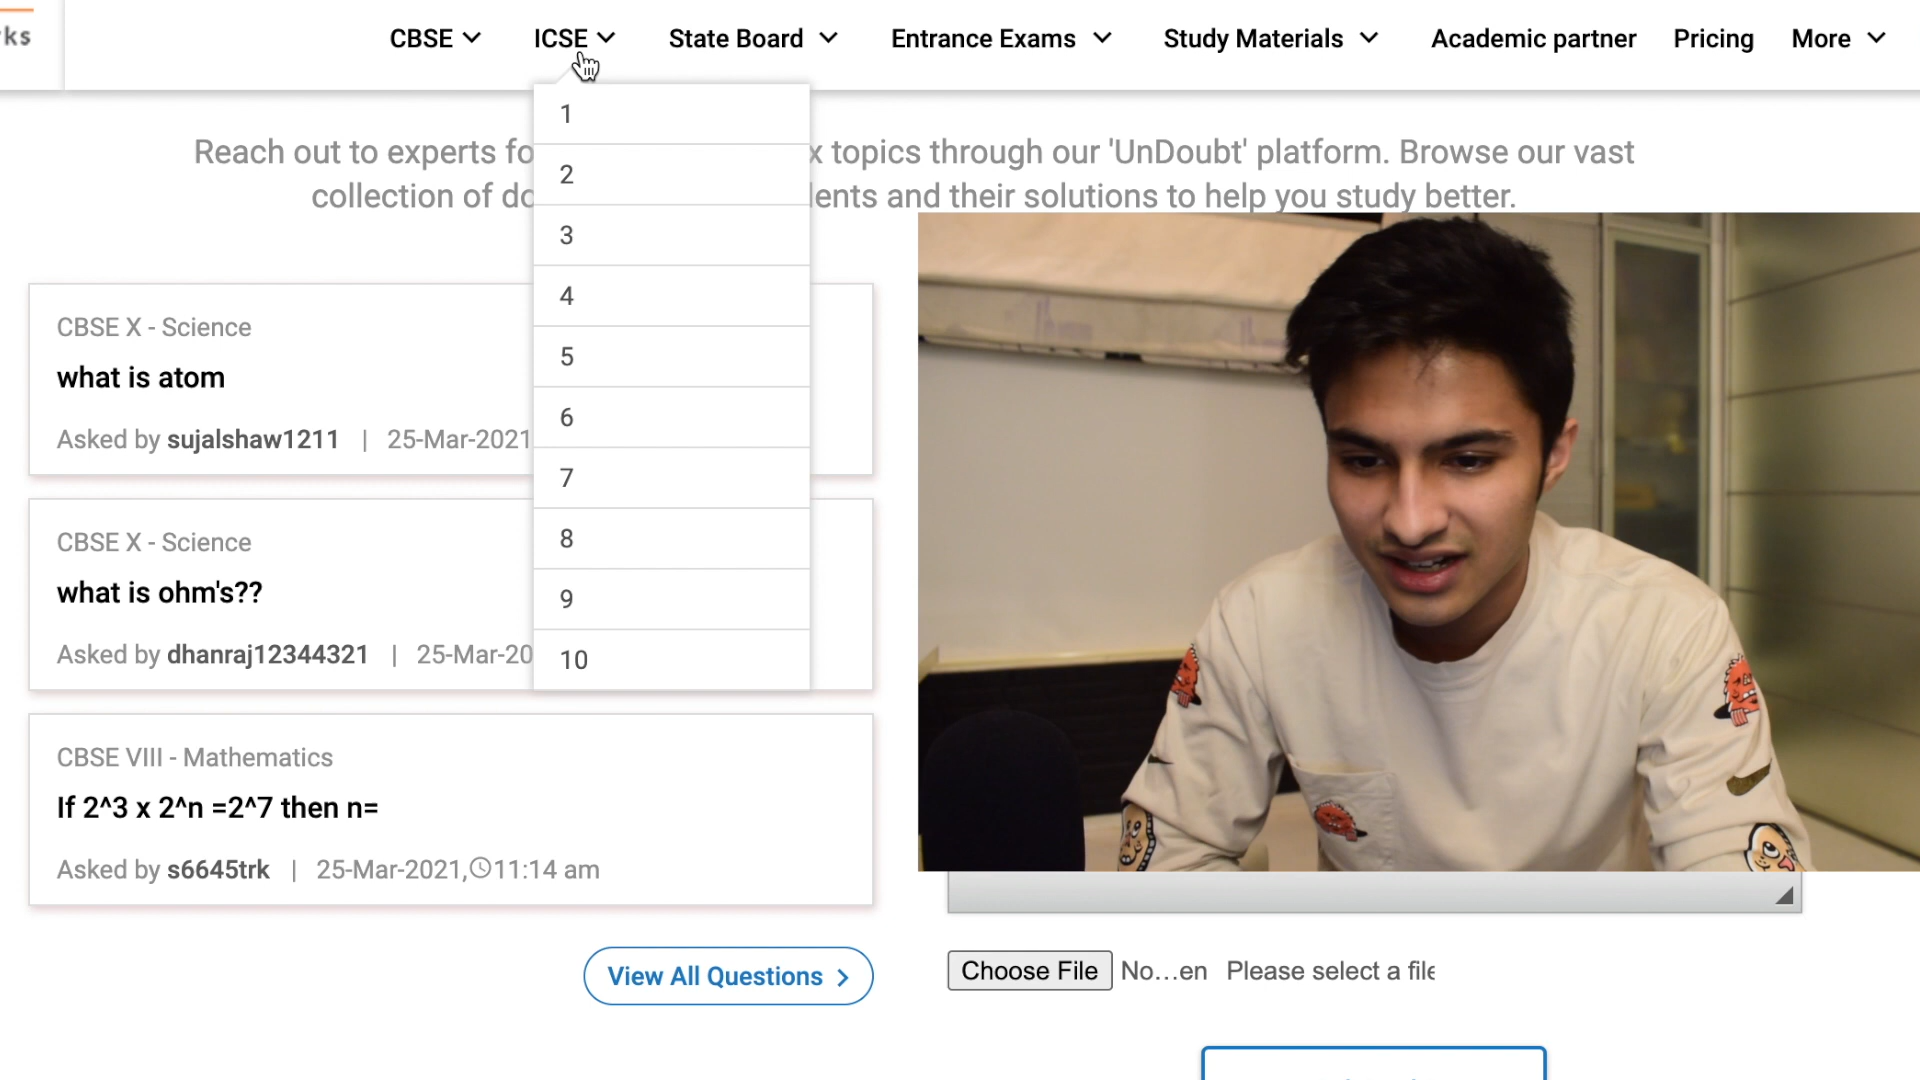 ks
CBSE
ICSE
State Board
Entrance Exams
Study Materials
Academic partner
Pricing
More
1
2
3
4
5
6
7
8
9
10
Reach out to experts fo x topics through our 'UnDoubt' platform. Browse our vast
collection of do ents and their solutions to help you study better.
CBSE X - Science
what is atom
Asked by sujalshaw1211 | 25-Mar-2021
CBSE X - Science
what is ohm's??
Asked by dhanraj12344321 | 25-Mar-20
CBSE VIII - Mathematics
If 2^3 x 2^n =2^7 then n=
Asked by s6645trk | 25-Mar-2021, 11:14 am
View All Questions
Choose File No...en Please select a file